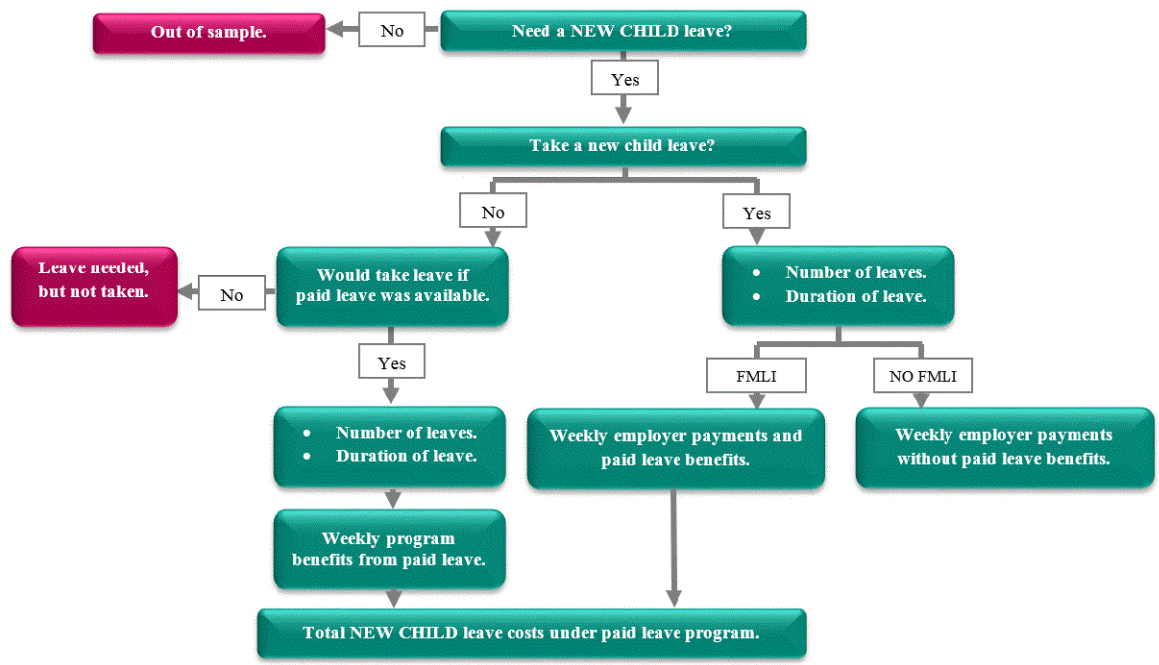 Out of sample.
No
Need a NEW CHILD leave?
Yes
Take a new child leave?
No
Yes
Leave needed,
but not taken.
No
Would take leave if
paid leave was available.
• Number of leaves.
• Duration of leave.
Yes
FMLI
NO FMLI
• Number of leaves.
• Duration of leave.
Weekly employer payments and
paid leave benefits.
Weekly employer payments
without paid leave benefits.
Weekly program
benefits from paid leave.
Total NEW CHILD leave costs under paid leave program.